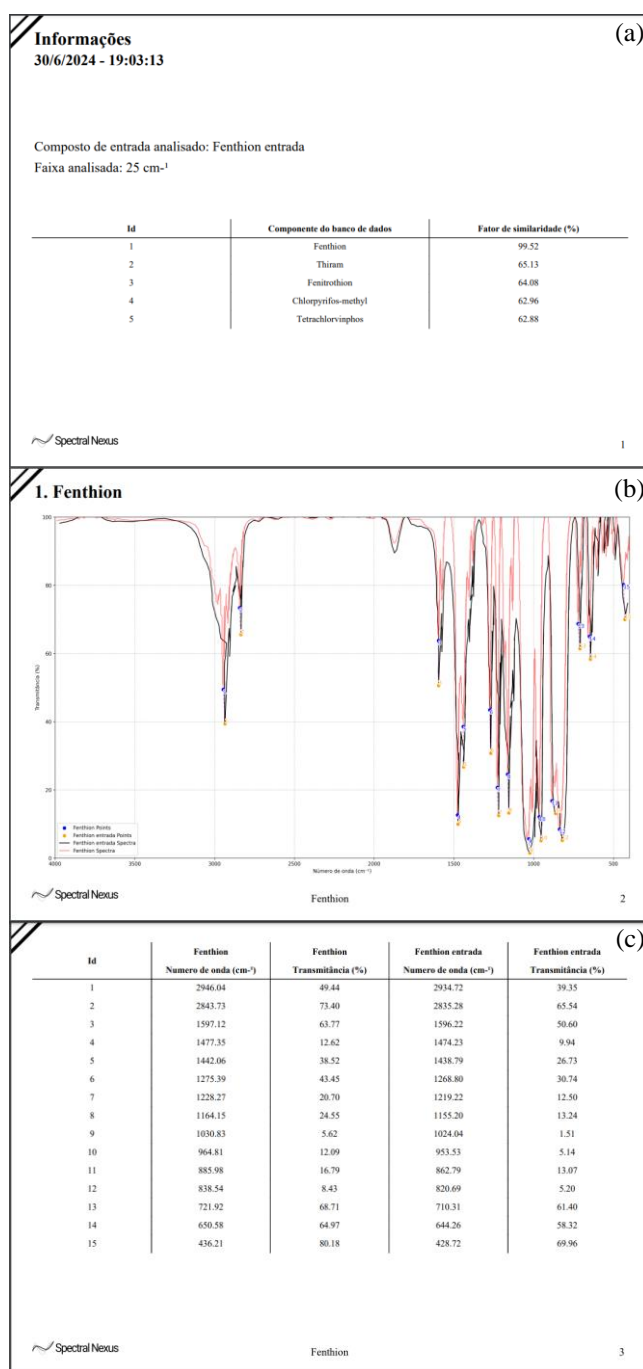 (a)
Informações
30/6/2024 - 19:03:13
Composto de entrada analisado: Fenthion entrada
Faixa analisada: 25 cm-¹
Id Componente do banco de dados Fator de similaridade (%)
1 Fenthion 99.52
2 Thiram 65.13
3 Fenitrothion 64.08
4 Chlorpyrifos-methyl 62.96
5 Tetrachlorvinphos 62.88
Spectral Nexus 1
(b)
1. Fenthion
Transmitância (%)
100
80
60
40
20
0
4000 3500 3000 2500 2000 1500 1000 500
Número de onda (cm⁻¹)
Fenthion Points
Fenthion entrada Points
Fenthion entrada Spectra
Fenthion Spectra
Spectral Nexus Fenthion 2
(c)
Id Fenthion Fenthion Fenthion entrada Fenthion entrada
Numero de onda (cm-¹) Transmitância (%) Numero de onda (cm-¹) Transmitância (%)
1 2946.04 49.44 2934.72 39.35
2 2843.73 73.40 2835.28 65.54
3 1597.12 63.77 1596.22 50.60
4 1477.35 12.62 1474.23 9.94
5 1442.06 38.52 1438.79 26.73
6 1275.39 43.45 1268.80 30.74
7 1228.27 20.70 1219.22 12.50
8 1164.15 24.55 1155.20 13.24
9 1030.83 5.62 1024.04 1.51
10 964.81 12.09 953.53 5.14
11 885.98 16.79 862.79 13.07
12 838.54 8.43 820.69 5.20
13 721.92 68.71 710.31 61.40
14 650.58 64.97 644.26 58.32
15 436.21 80.18 428.72 69.96
Spectral Nexus Fenthion 3